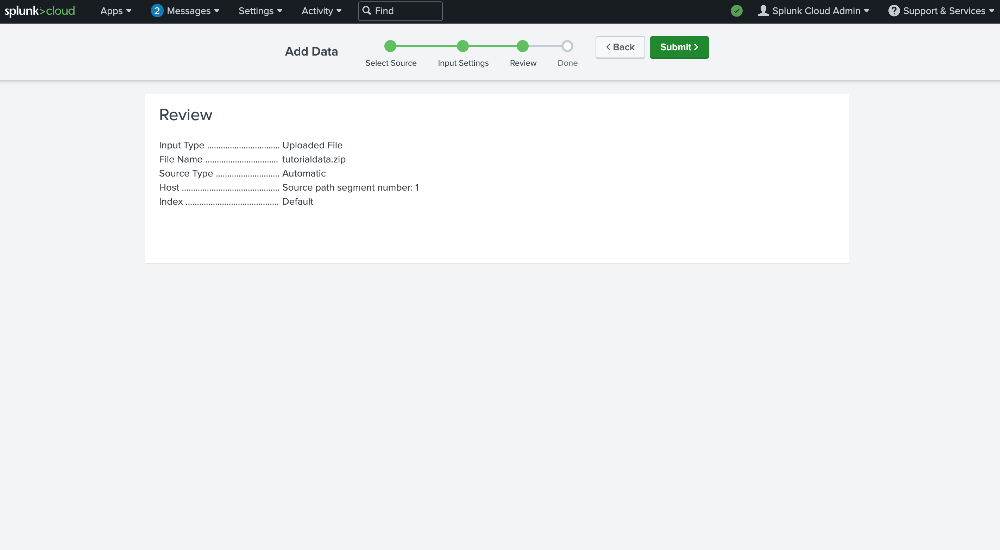 splunk>cloud Apps 2 Messages Settings Activity Find Splunk Cloud Admin ? Support & Services
Add Data
Select Source Input Settings Review Done
< Back Submit >
Review
Input Type ................................ Uploaded File
File Name ................................ tutorialdata.zip
Source Type ............................ Automatic
Host ........................................... Source path segment number: 1
Index ......................................... Default